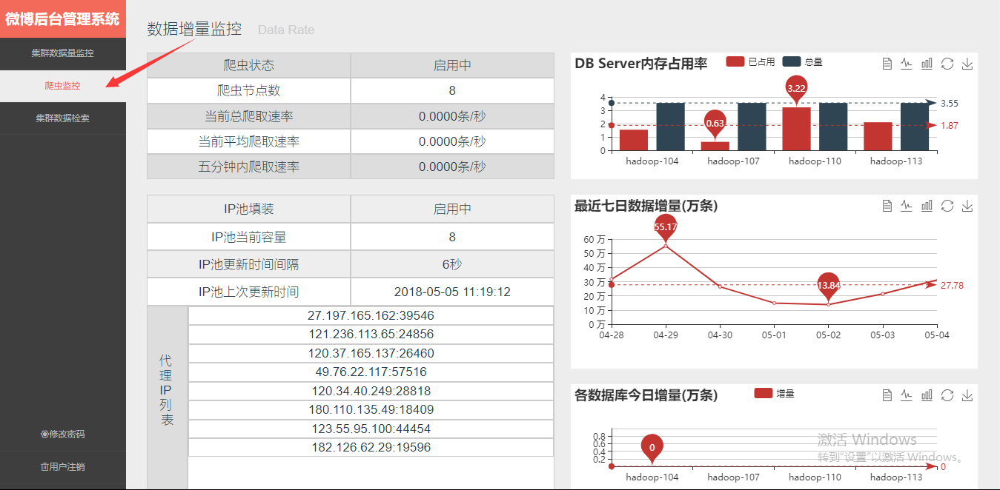 微博后台管理系统
集群数据量监控
爬虫监控
集群数据检索
修改密码
用户注销
数据增量监控 Data Rate
爬虫状态 启用中
爬虫节点数 8
当前总爬取速率 0.0000条/秒
当前平均爬取速率 0.0000条/秒
五分钟内爬取速率 0.0000条/秒
IP池填装 启用中
IP池当前容量 8
IP池更新时间间隔 6秒
IP池上次更新时间 2018-05-05 11:19:12
代理IP列表
27.197.165.162:39546
121.236.113.65:24856
120.37.165.137:26460
49.76.22.117:57516
120.34.40.249:28818
180.110.135.49:18409
123.55.95.100:44454
182.126.62.29:19596
DB Server内存占用率 已占用 总量
3.22
0.63
4
3
2
1
0
3.55
1.87
hadoop-104 hadoop-107 hadoop-110 hadoop-113
最近七日数据增量(万条)
55.17
13.84
60 万
50 万
40 万
30 万
20 万
10 万
0 万
27.78
04-28 04-29 04-30 05-01 05-02 05-03 05-04
各数据库今日增量(万条) 增量
0.8
0.6
0.4
0.2
0
0
hadoop-104 hadoop-107 hadoop-110 hadoop-113
激活 Windows
转到"设置"以激活 Windows。